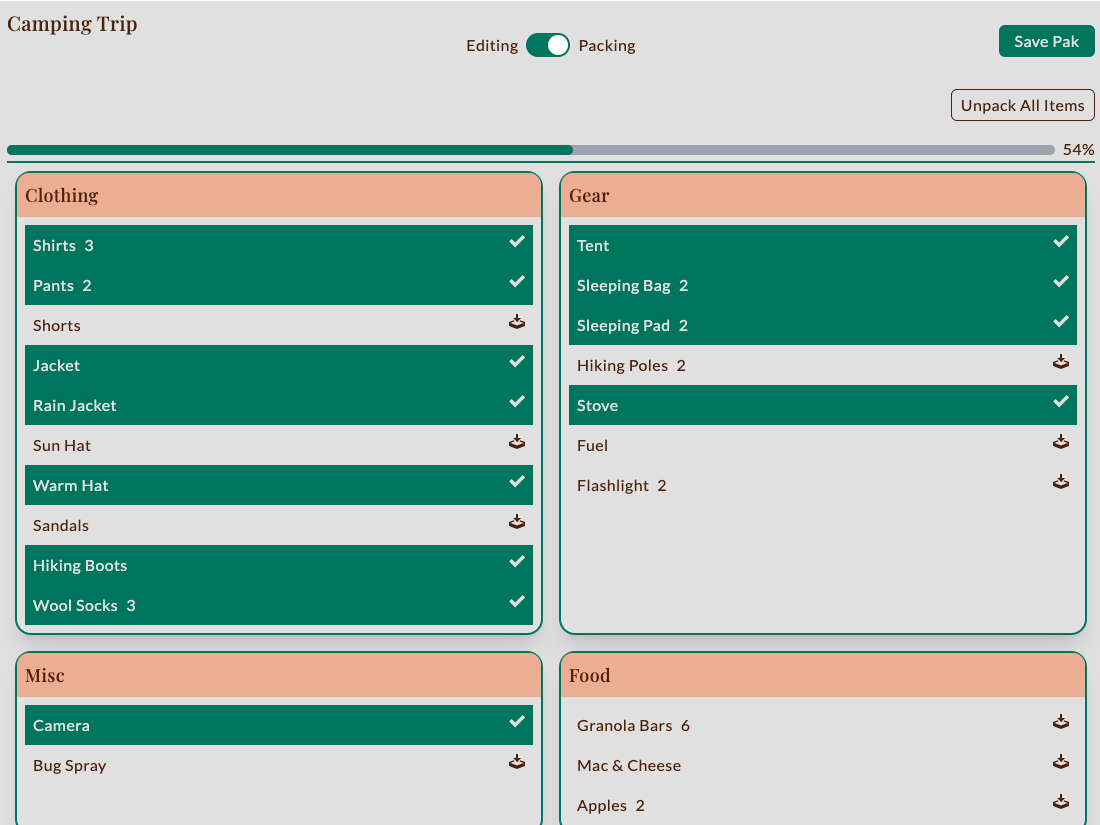 Camping Trip
Editing Packing
Save Pak
Unpack All Items
54%
Clothing
Shirts 3
Pants 2
Shorts
Jacket
Rain Jacket
Sun Hat
Warm Hat
Sandals
Hiking Boots
Wool Socks 3
Gear
Tent
Sleeping Bag 2
Sleeping Pad 2
Hiking Poles 2
Stove
Fuel
Flashlight 2
Misc
Camera
Bug Spray
Food
Granola Bars 6
Mac & Cheese
Apples 2